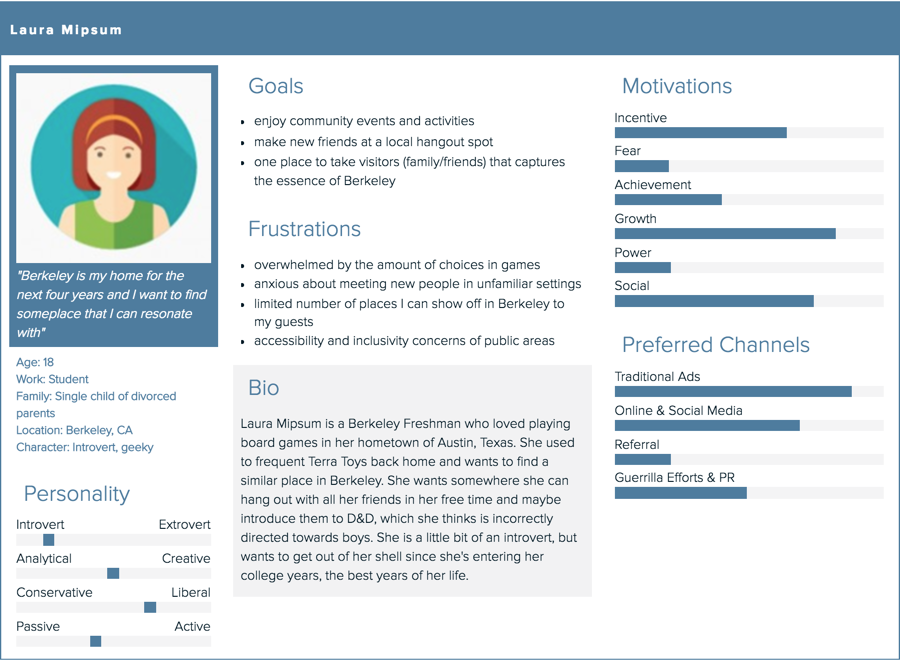 Laura MIpsum
"Berkeley is my home for the
next four years and I want to find
someplace that I can resonate
with"
Age: 18
Work: Student
Family: Single child of divorced
parents
Location: Berkeley, CA
Character: Introvert, geeky
Personality
Introvert Extrovert
Analytical Creative
Conservative Liberal
Passive Active
Goals
• enjoy community events and activities
• make new friends at a local hangout spot
• one place to take visitors (family/friends) that captures
the essence of Berkeley
Frustrations
• overwhelmed by the amount of choices in games
• anxious about meeting new people in unfamiliar settings
• limited number of places I can show off in Berkeley to
my guests
• accessibility and inclusivity concerns of public areas
Bio
Laura Mipsum is a Berkeley Freshman who loved playing
board games in her hometown of Austin, Texas. She used
to frequent Terra Toys back home and wants to find a
similar place in Berkeley. She wants somewhere she can
hang out with all her friends in her free time and maybe
introduce them to D&D, which she thinks is incorrectly
directed towards boys. She is a little bit of an introvert, but
wants to get out of her shell since she's entering her
college years, the best years of her life.
Motivations
Incentive
Fear
Achievement
Growth
Power
Social
Preferred Channels
Traditional Ads
Online & Social Media
Referral
Guerrilla Efforts & PR